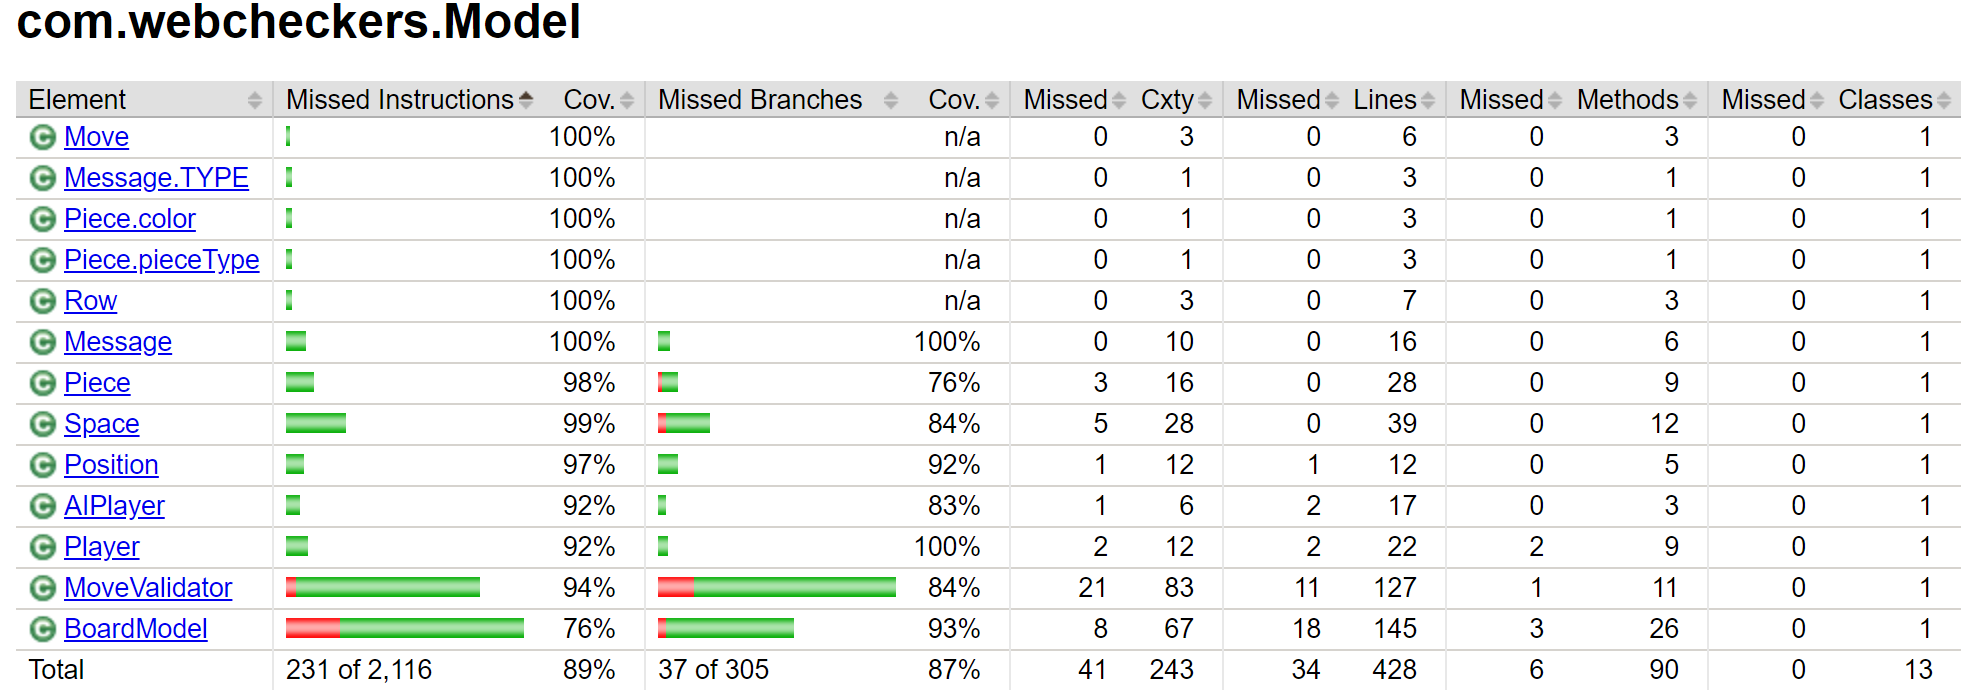 com.webcheckers.Model
Element Missed Instructions Cov. Missed Branches Cov. Missed Cxty Missed Lines Missed Methods Missed Classes
C Move 100% n/a 0 3 0 6 0 3 0 1
C Message.TYPE 100% n/a 0 1 0 3 0 1 0 1
C Piece.color 100% n/a 0 1 0 3 0 1 0 1
C Piece.pieceType 100% n/a 0 1 0 3 0 1 0 1
C Row 100% n/a 0 3 0 7 0 3 0 1
C Message 100% 100% 0 10 0 16 0 6 0 1
C Piece 98% 76% 3 16 0 28 0 9 0 1
C Space 99% 84% 5 28 0 39 0 12 0 1
C Position 97% 92% 1 12 1 12 0 5 0 1
C AIPlayer 92% 83% 1 6 2 17 0 3 0 1
C Player 92% 100% 2 12 2 22 2 9 0 1
C MoveValidator 94% 84% 21 83 11 127 1 11 0 1
C BoardModel 76% 93% 8 67 18 145 3 26 0 1
Total 231 of 2,116 89% 37 of 305 87% 41 243 34 428 6 90 0 13